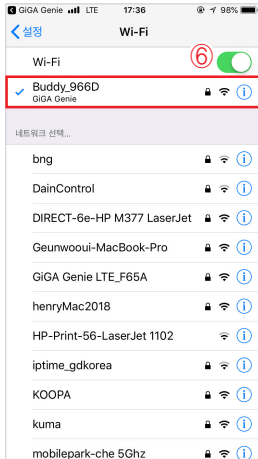 GiGA Genie LTE 17:36 98%
설정 Wi-Fi
⑥
Wi-Fi
Buddy_966D
GiGA Genie
네트워크 선택...
bng
DainControl
DIRECT-6e-HP M377 LaserJet
Geunwooui-MacBook-Pro
GiGA Genie LTE_F65A
henryMac2018
HP-Print-56-LaserJet 1102
iptime_gdkorea
KOOPA
kuma
mobilepark-che 5Ghz